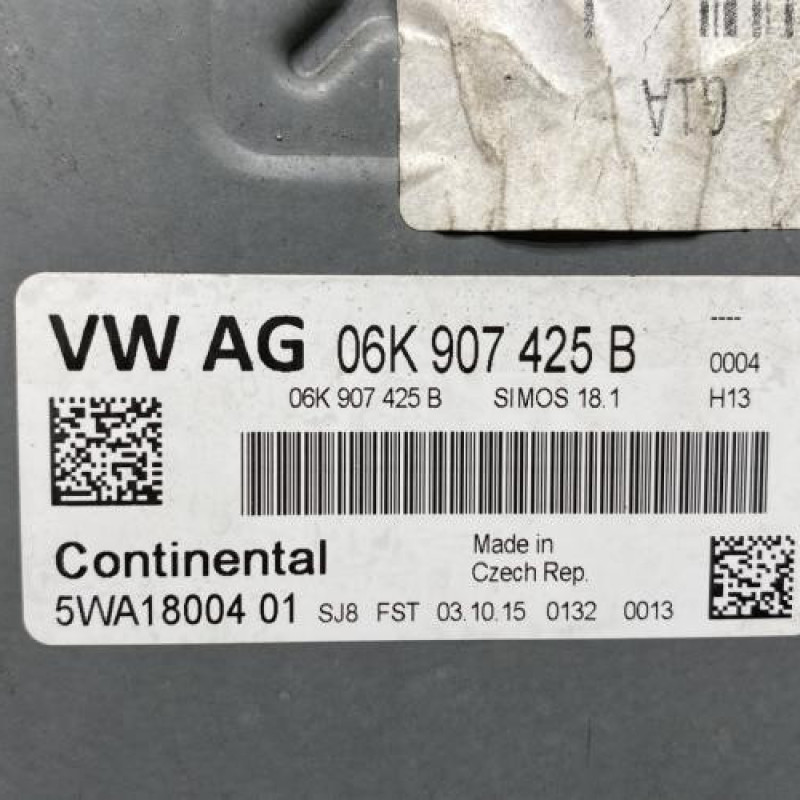 G1A
VW AG 06K 907 425 B ----
0004
06K 907 425 B SIMOS 18.1 H13
Continental
Made in
Czech Rep.
5WA18004 01 SJ8 FST 03.10.15 0132 0013